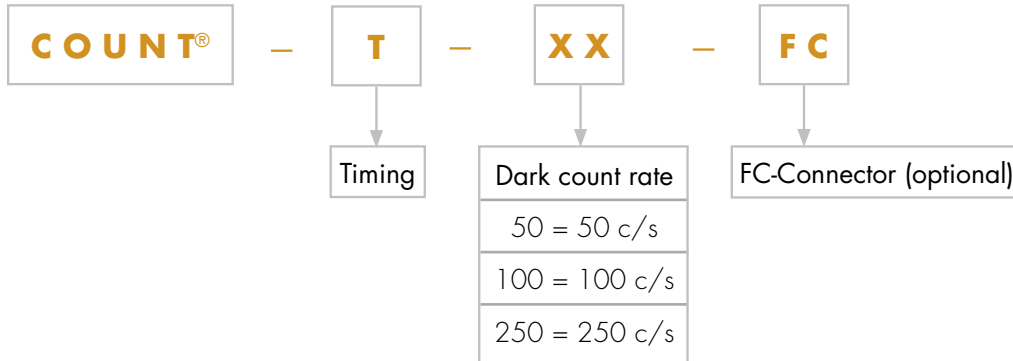 COUNT® – T – XX – FC
Timing
Dark count rate
FC-Connector (optional)
50 = 50 c/s
100 = 100 c/s
250 = 250 c/s